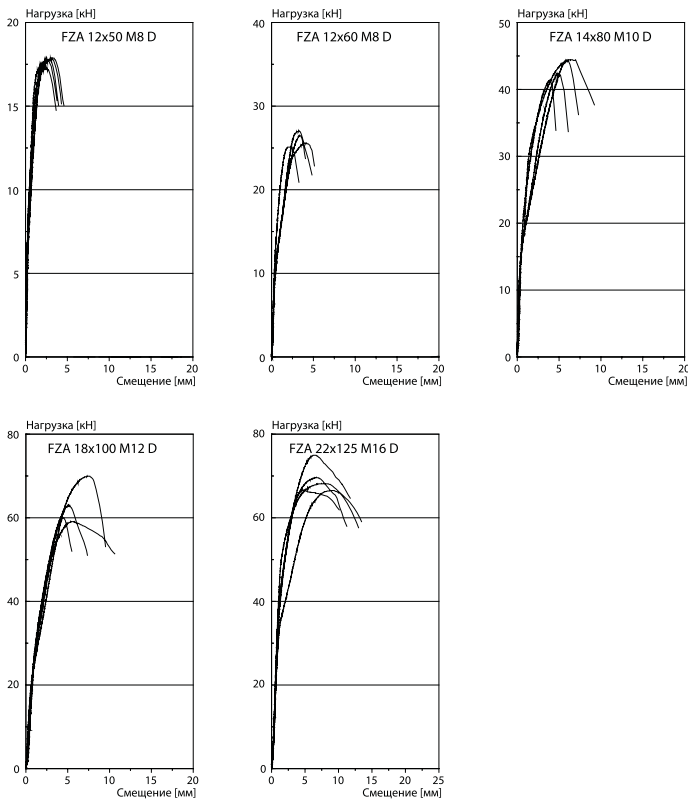 Нагрузка [кН]
FZA 12x50 M8 D
20
15
10
5
0
0 5 10 15 20
Смещение [мм]
Нагрузка [кН]
FZA 12x60 M8 D
40
30
20
10
0
0 5 10 15 20
Смещение [мм]
Нагрузка [кН]
FZA 14x80 M10 D
50
40
30
20
10
0
0 5 10 15 20
Смещение [мм]
Нагрузка [кН]
FZA 18x100 M12 D
80
60
40
20
0
0 5 10 15 20
Смещение [мм]
Нагрузка [кН]
FZA 22x125 M16 D
80
60
40
20
0
0 5 10 15 20 25
Смещение [мм]